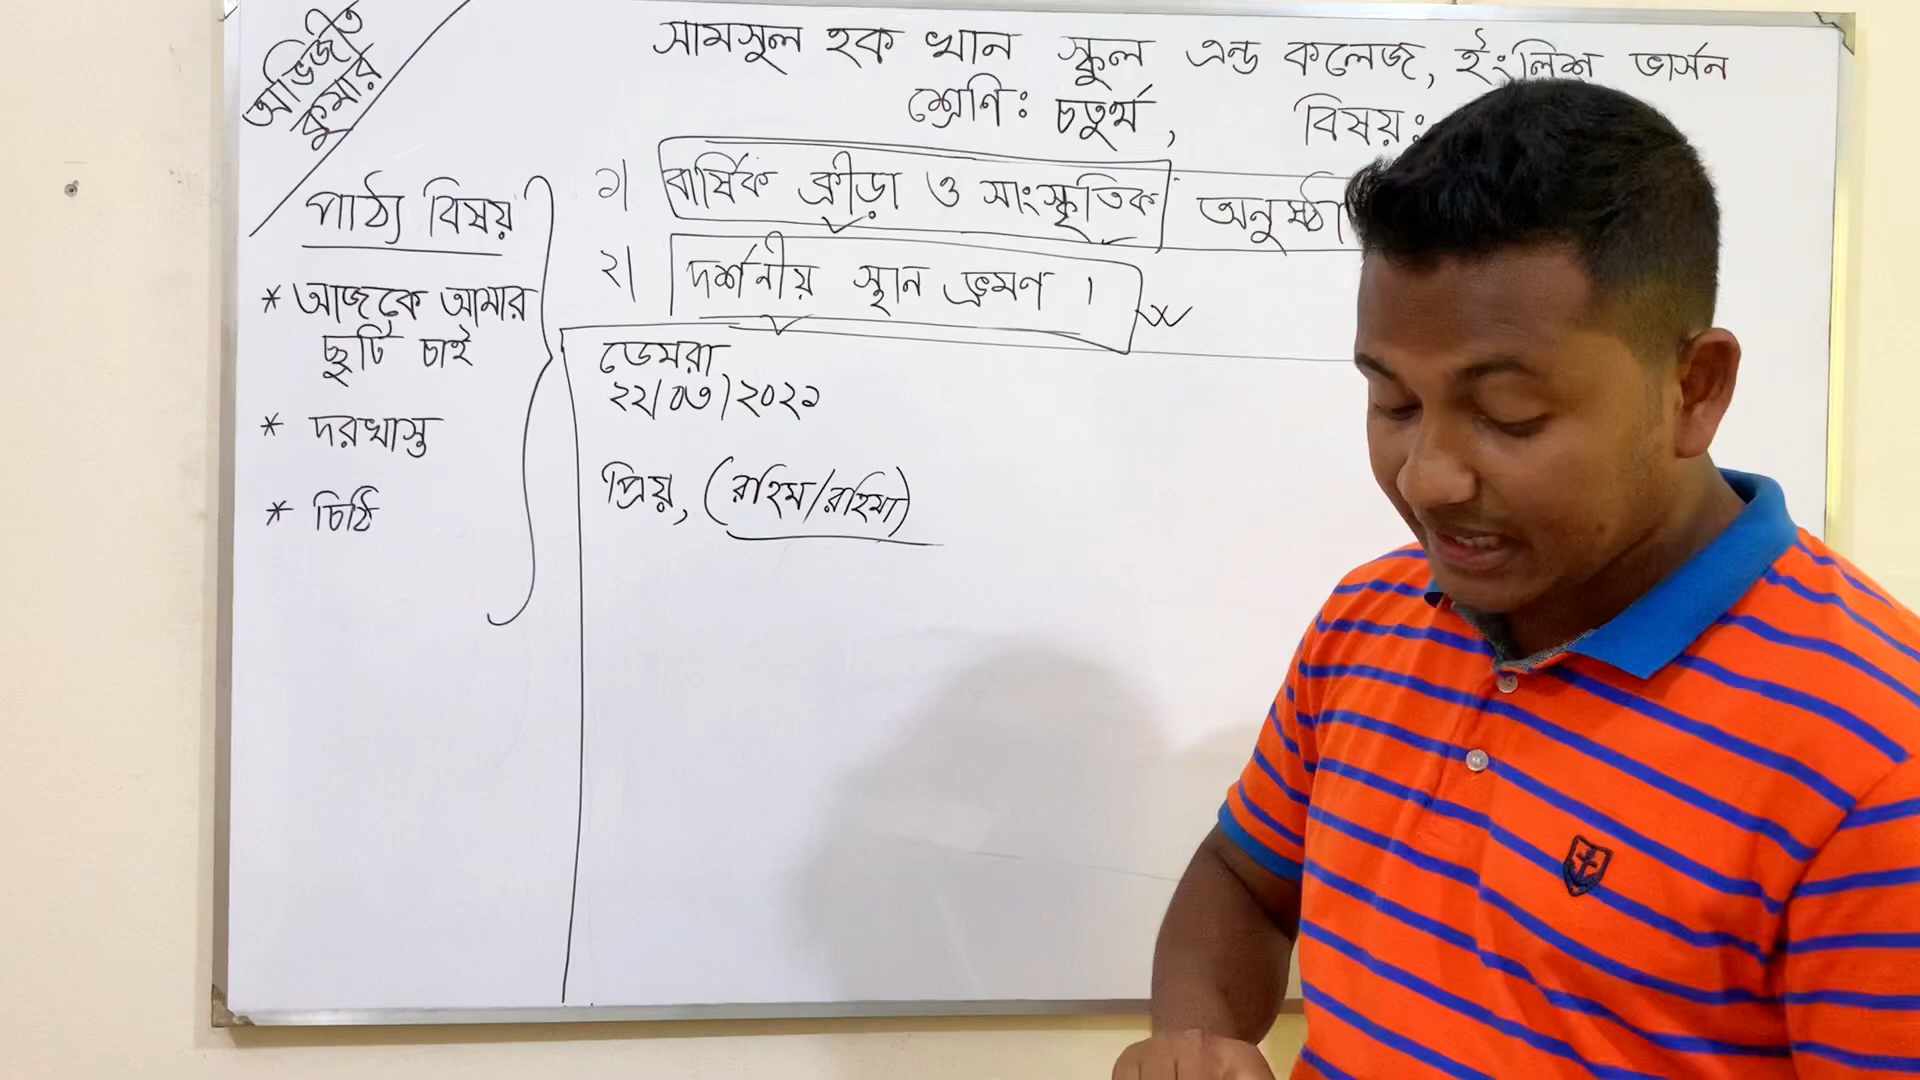 অভিজীত
কুমার
সামসুল হক খান স্কুল এন্ড কলেজ, ইংলিশ ভার্সন
শ্রেণিঃ চতুর্থ, বিষয়ঃ
১। বার্ষিক ক্রীড়া ও সাংস্কৃতিক
২। দর্শনীয় স্থান ভ্রমণ ।
পাঠ্য বিষয়
* আজকে আমার
ছুটি চাই
* দরখাস্ত
* চিঠি
ডেমরা
২২/০৩/২০২১
প্রিয়, (রহিম/রহিমা)